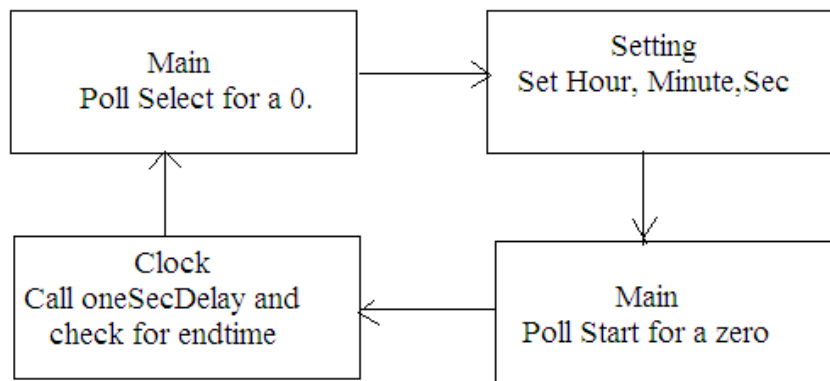 Main
Poll Select for a 0.
Setting
Set Hour, Minute,Sec
Clock
Call oneSecDelay and
check for endtime
Main
Poll Start for a zero